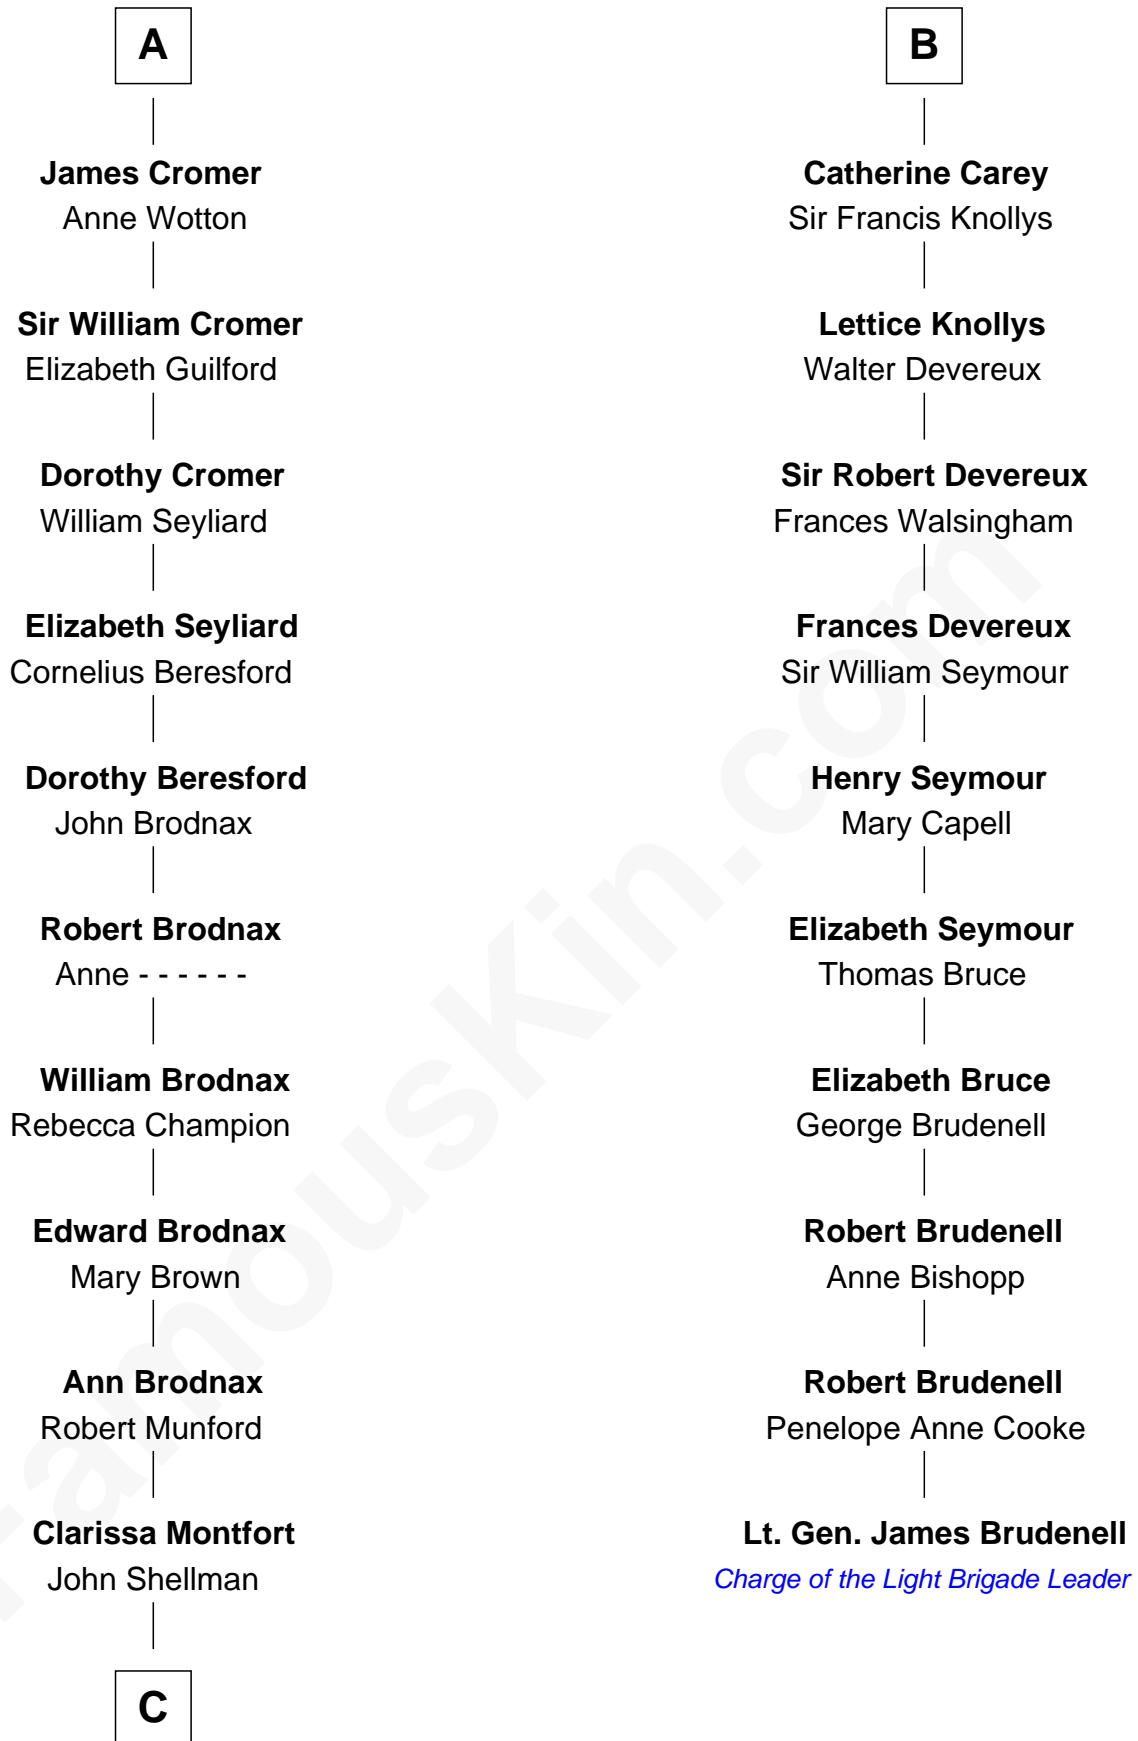 A
James Cromer
Anne Wotton
Sir William Cromer
Elizabeth Guilford
Dorothy Cromer
William Seyliard
Elizabeth Seyliard
Cornelius Beresford
Dorothy Beresford
John Brodnax
Robert Brodnax
Anne - - - - - -
William Brodnax
Rebecca Champion
Edward Brodnax
Mary Brown
Ann Brodnax
Robert Munford
Clarissa Montfort
John Shellman
C
B
Catherine Carey
Sir Francis Knollys
Lettice Knollys
Walter Devereux
Sir Robert Devereux
Frances Walsingham
Frances Devereux
Sir William Seymour
Henry Seymour
Mary Capell
Elizabeth Seymour
Thomas Bruce
Elizabeth Bruce
George Brudenell
Robert Brudenell
Anne Bishopp
Robert Brudenell
Penelope Anne Cooke
Lt. Gen. James Brudenell
Charge of the Light Brigade Leader
FamousKin.com